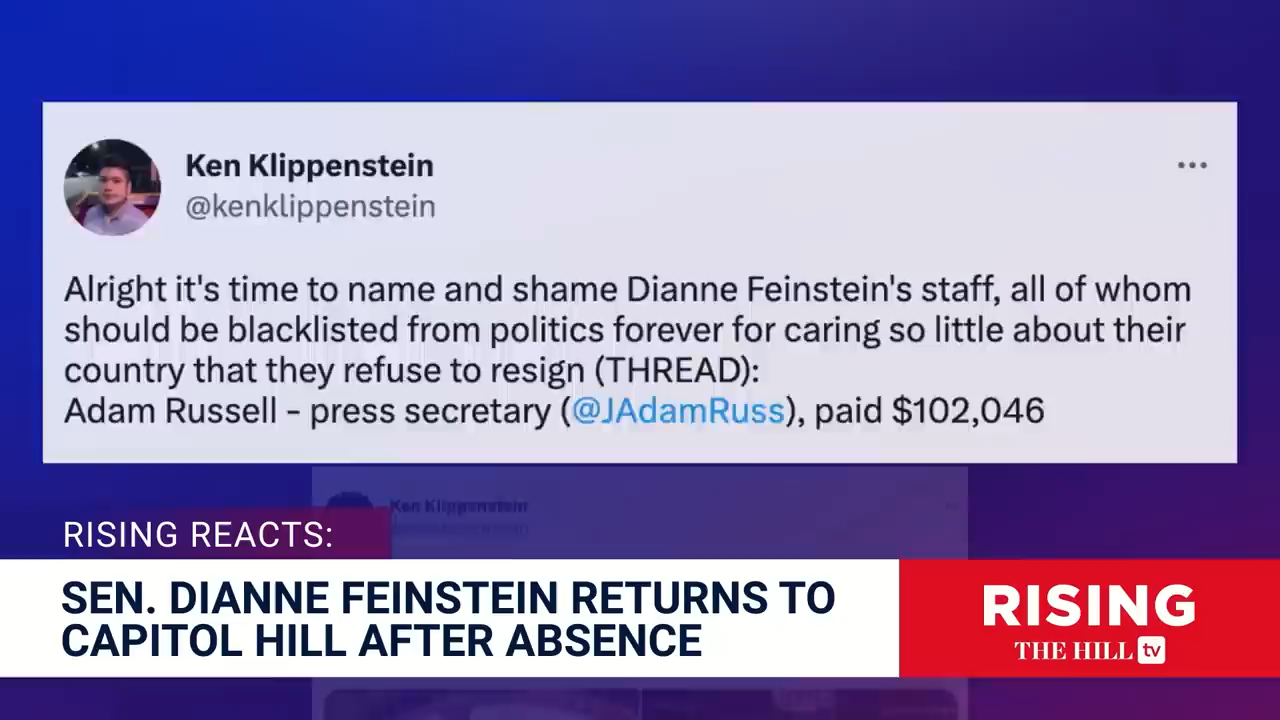 Ken Klippenstein
@kenklippenstein
Alright it's time to name and shame Dianne Feinstein's staff, all of whom
should be blacklisted from politics forever for caring so little about their
country that they refuse to resign (THREAD):
Adam Russell - press secretary (@JAdamRuss), paid $102,046
Ken Klippenstein
RISING REACTS:
SEN. DIANNE FEINSTEIN RETURNS TO
CAPITOL HILL AFTER ABSENCE
RISING
THE HILL tv